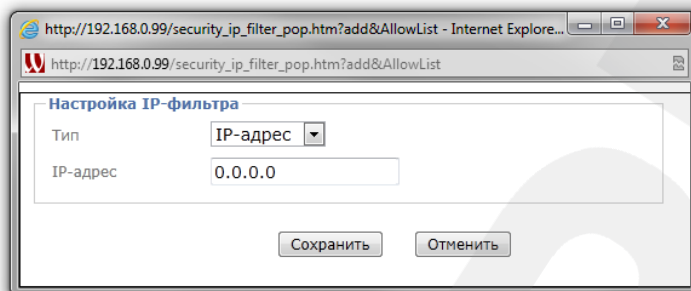 http://192.168.0.99/security_ip_filter_pop.htm?add&AllowList - Internet Explore...
http://192.168.0.99/security_ip_filter_pop.htm?add&AllowList
Настройка IP-фильтра
Тип IP-адрес
IP-адрес 0.0.0.0
Сохранить Отменить